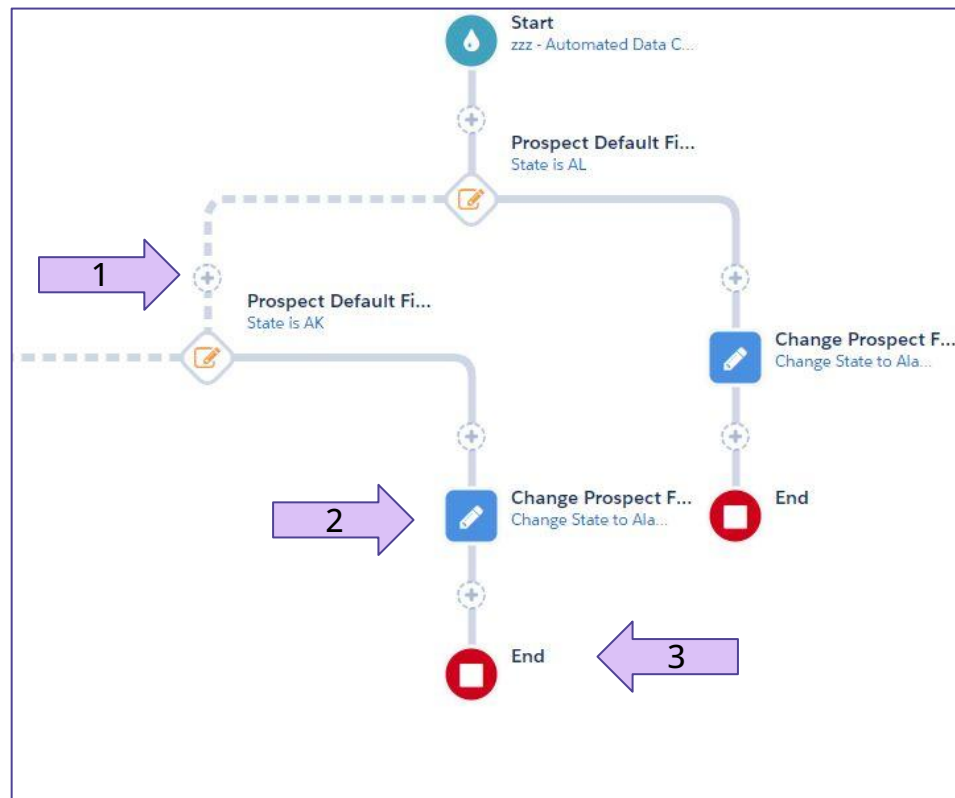 Start
zzz - Automated Data C...
Prospect Default Fi...
State is AL
1
Prospect Default Fi...
State is AK
Change Prospect F...
Change State to Ala...
2
Change Prospect F...
Change State to Ala...
End
End
3